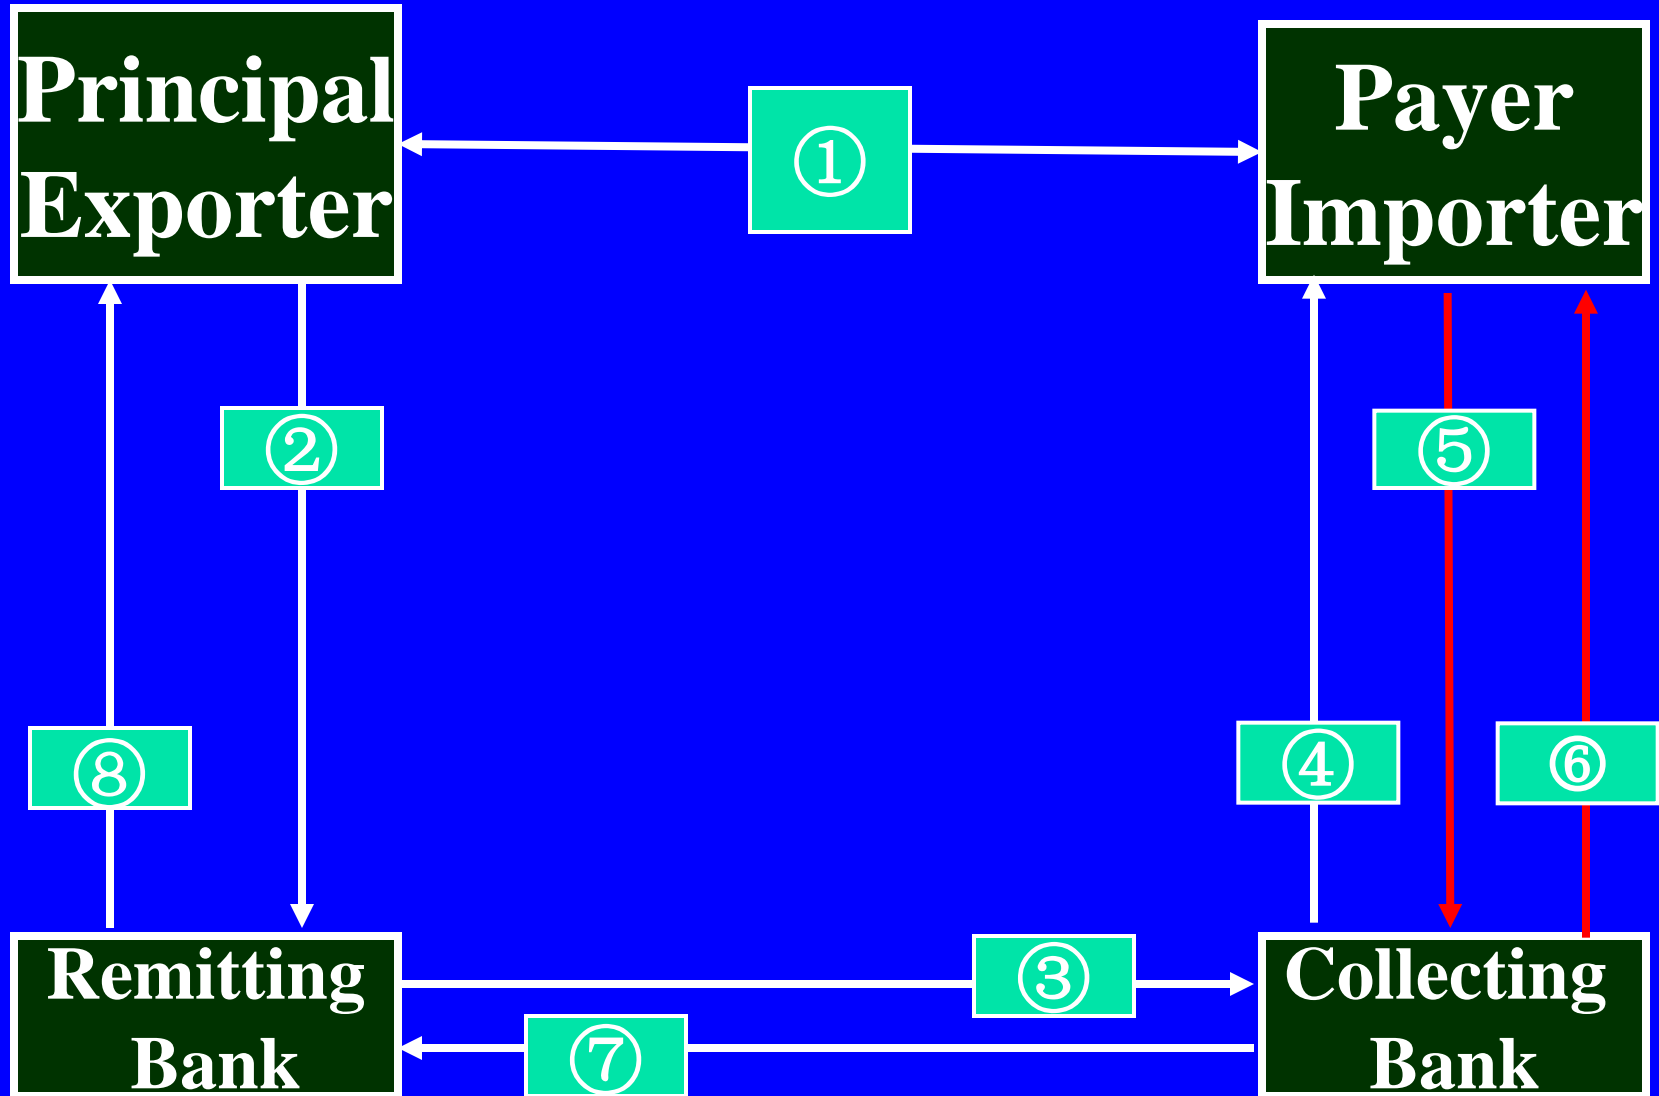 Principal
Exporter
①
Payer
Importer
②
⑤
⑧
④
⑥
Remitting
Bank
③
⑦
Collecting
Bank